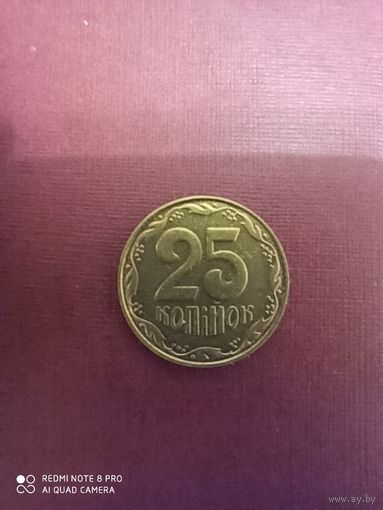 25
копійок
REDMI NOTE 8 PRO
AI QUAD CAMERA
www.ay.by